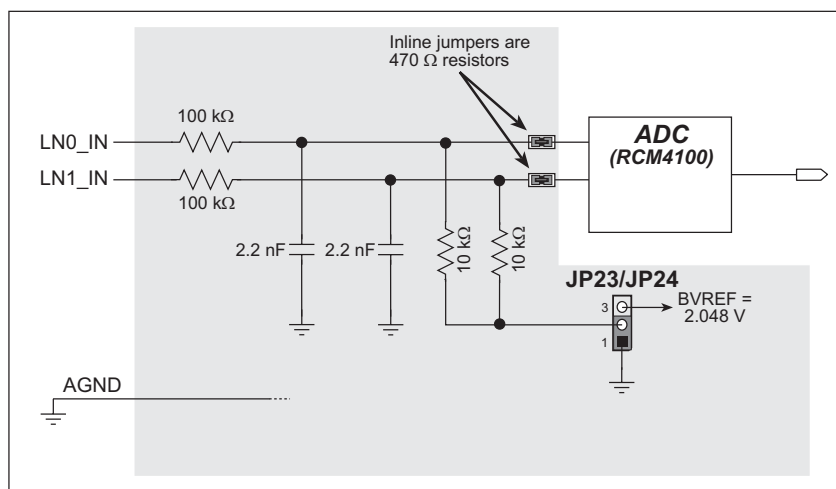 Inline jumpers are
470 Ω resistors
100 kΩ
LN0_IN
ADC
(RCM4100)
LN1_IN
100 kΩ
2.2 nF
2.2 nF
10 kΩ
10 kΩ
JP23/JP24
3
BVREF =
2.048 V
1
AGND